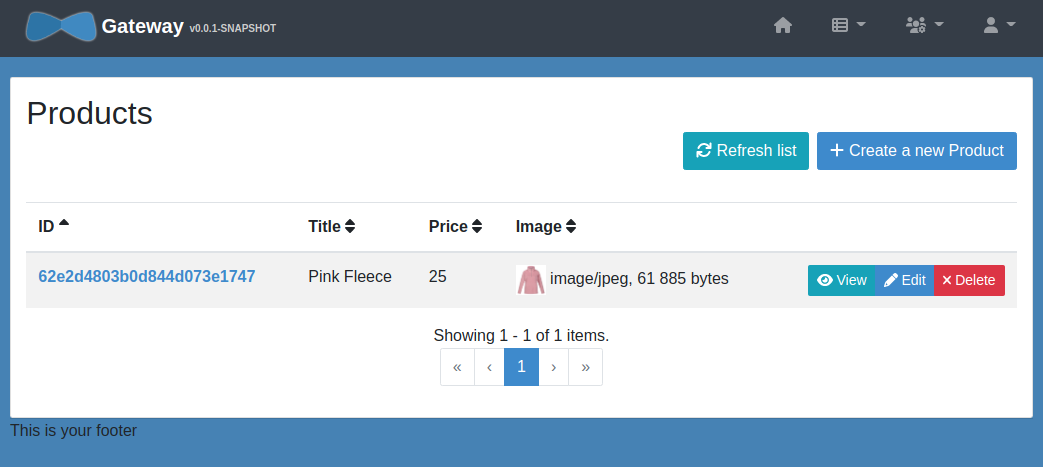 Gateway v0.0.1-SNAPSHOT
Products
Refresh list Create a new Product
ID Title Price Image
62e2d4803b0d844d073e1747 Pink Fleece 25 image/jpeg, 61 885 bytes View Edit Delete
Showing 1 - 1 of 1 items.
« ‹ 1 › »
This is your footer